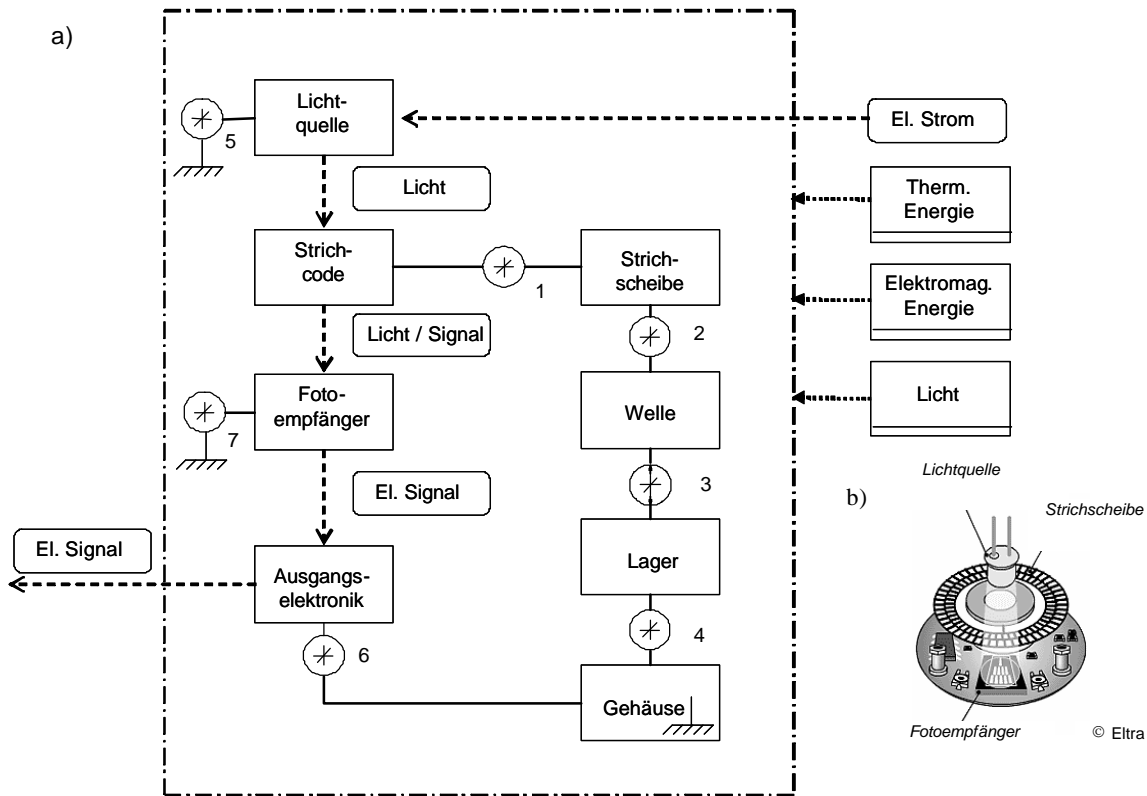 a)
Licht-
quelle
5
El. Strom
Therm.
Energie
Licht
Strich-
code
1
Strich-
scheibe
Elektromag.
Energie
Licht / Signal
2
Foto-
empfänger
7
Welle
Licht
El. Signal
3
Lichtquelle
b)
Strichscheibe
El. Signal
Ausgangs-
elektronik
Lager
6
4
Gehäuse
Fotoempfänger
© Eltra